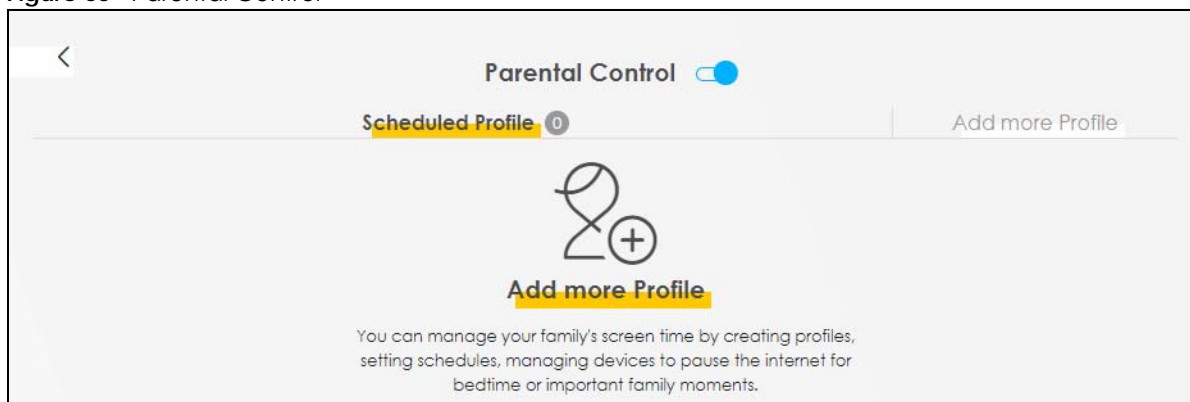 Parental Control
Scheduled Profile 0
Add more Profile
Add more Profile
You can manage your family's screen time by creating profiles,
setting schedules, managing devices to pause the internet for
bedtime or important family moments.